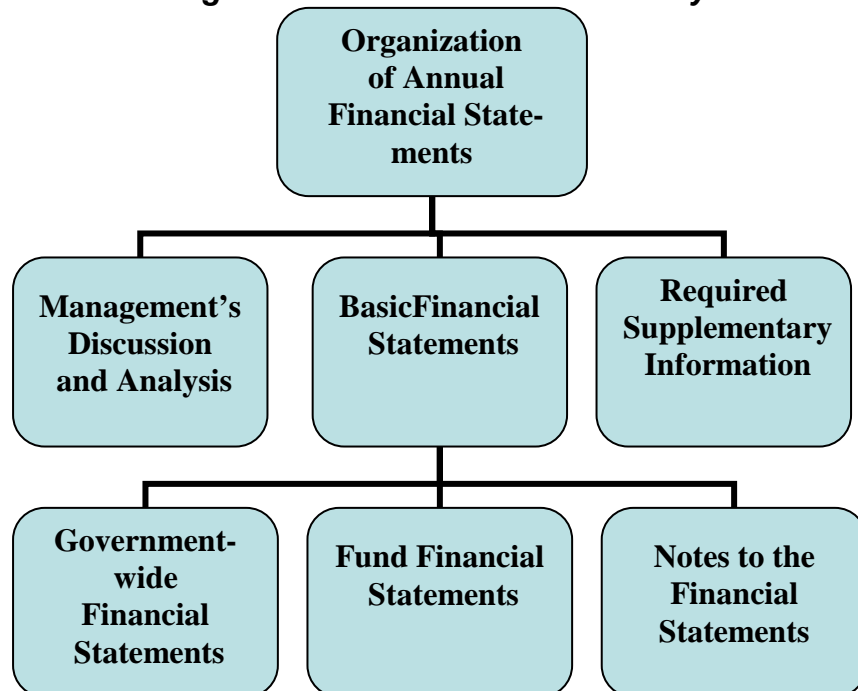 Organization
of Annual
Financial State-
ments
Management's
Discussion
and Analysis
BasicFinancial
Statements
Required
Supplementary
Information
Government-
wide
Financial
Statements
Fund Financial
Statements
Notes to the
Financial
Statements